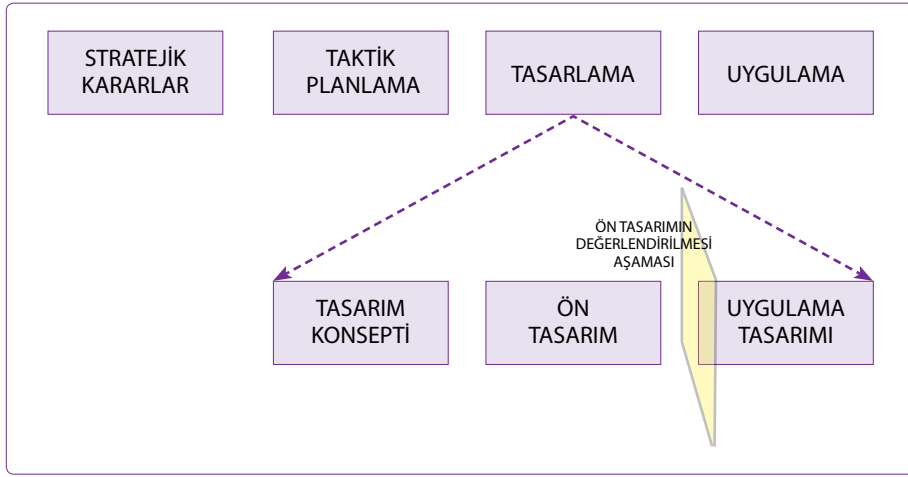 STRATEJİK
KARARLAR
TAKTİK
PLANLAMA
TASARLAMA
UYGULAMA
ÖN TASARIMIN
DEĞERLENDİRİLMESİ
AŞAMASI
TASARIM
KONSEPTİ
ÖN
TASARIM
UYGULAMA
TASARIMI